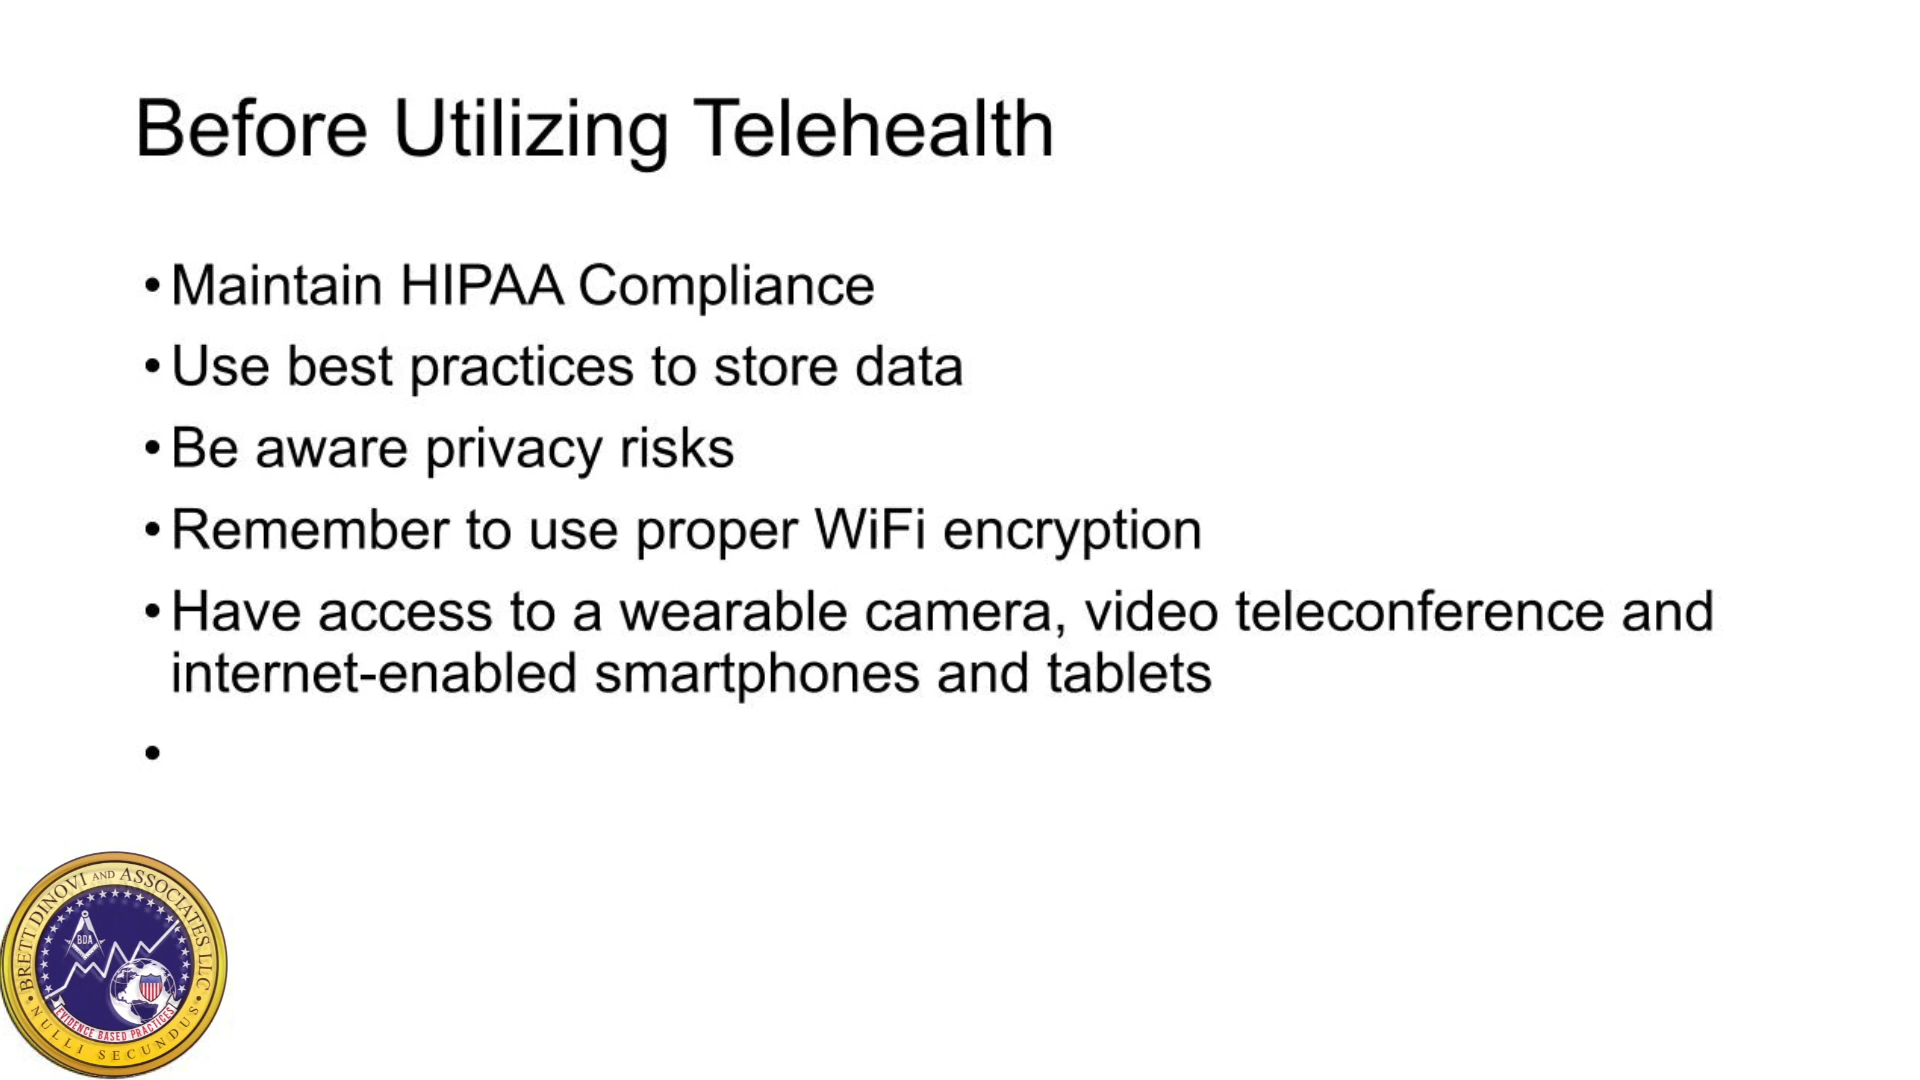 Before Utilizing Telehealth
• Maintain HIPAA Compliance
• Use best practices to store data
• Be aware privacy risks
• Remember to use proper WiFi encryption
• Have access to a wearable camera, video teleconference and
internet-enabled smartphones and tablets
•
BRETT DINOVI AND ASSOCIATES LLC
BDA
EVIDENCE BASED PRACTICES
NULLI SECUNDUS